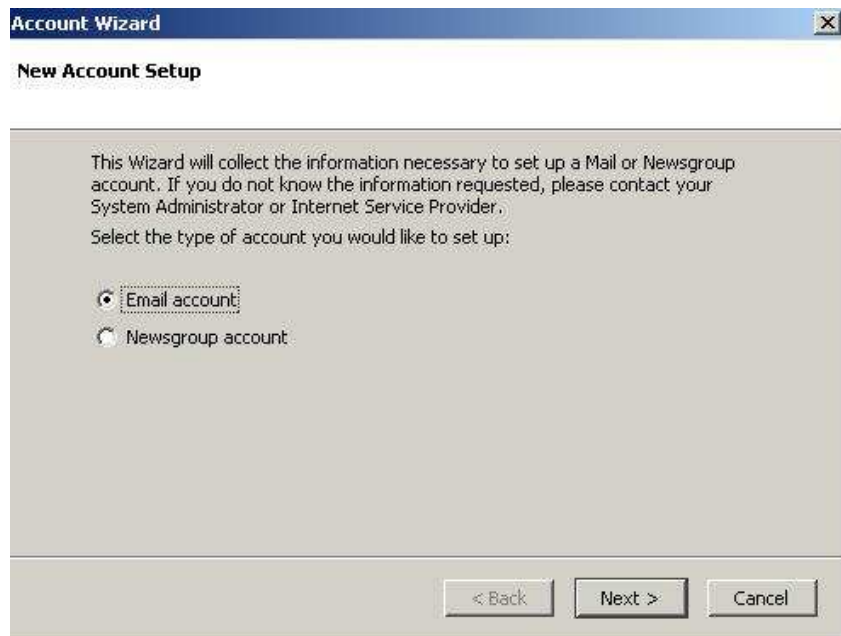 Account Wizard
New Account Setup
This Wizard will collect the information necessary to set up a Mail or Newsgroup
account. If you do not know the information requested, please contact your
System Administrator or Internet Service Provider.
Select the type of account you would like to set up:
Email account
Newsgroup account
< Back
Next >
Cancel